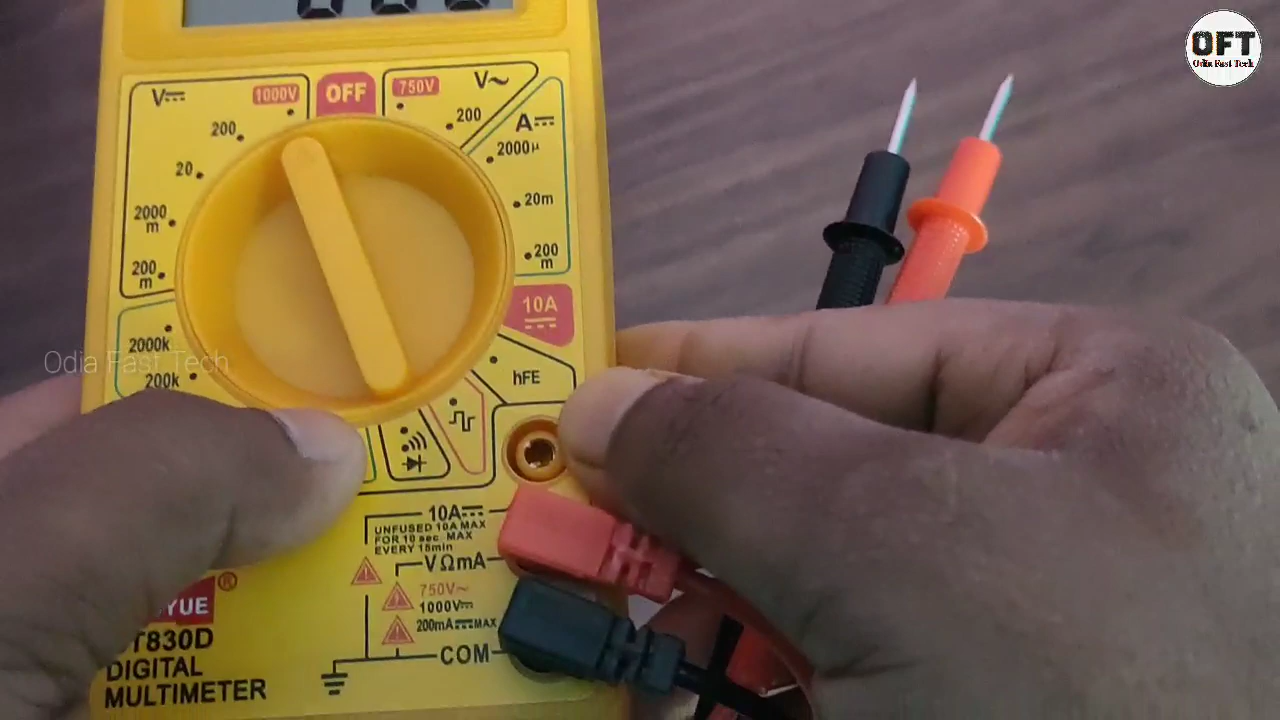 OFT
Odia Fast Tech
V⎓
1000V
OFF
750V
V~
200
200
A⎓
2000µ
20
20m
2000
m
200
m
200
m
10A
⎓
2000k
Odia Fast Tech
200k
hFE
10A⎓
UNFUSED 10A MAX
FOR 10 sec MAX
EVERY 15min
VΩmA
750V~
1000V⎓
200mA⎓MAX
COM
YUE ®
T830D
DIGITAL
MULTIMETER